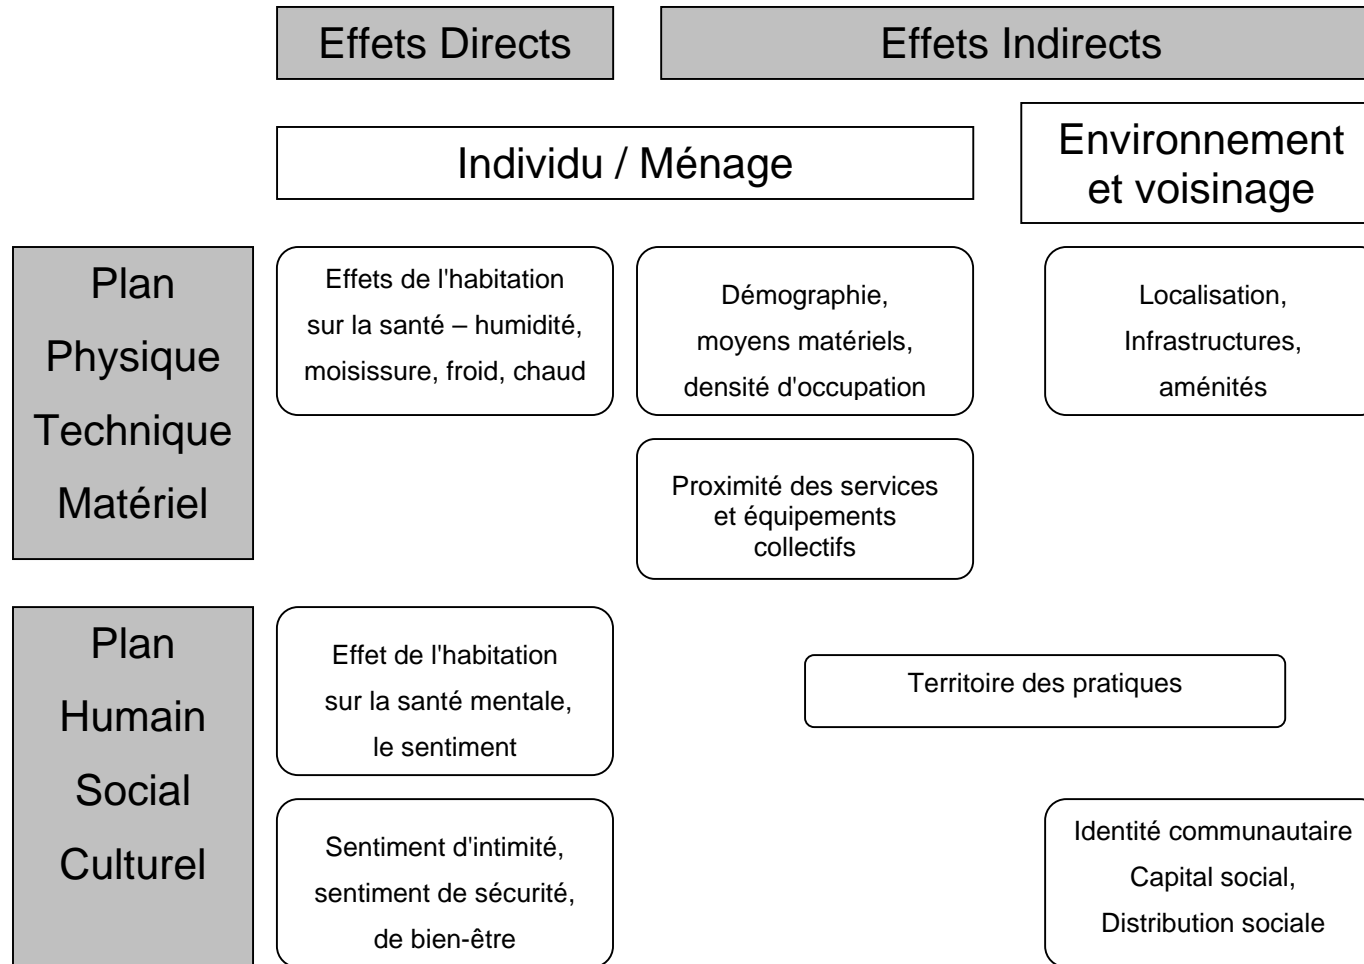 Effets Directs
Effets Indirects
Individu / Ménage
Environnement
et voisinage
Plan
Physique
Technique
Matériel
Effets de l'habitation
sur la santé – humidité,
moisissure, froid, chaud
Démographie,
moyens matériels,
densité d'occupation
Localisation,
Infrastructures,
aménités
Proximité des services
et équipements
collectifs
Plan
Humain
Social
Culturel
Effet de l'habitation
sur la santé mentale,
le sentiment
Territoire des pratiques
Sentiment d'intimité,
sentiment de sécurité,
de bien-être
Identité communautaire
Capital social,
Distribution sociale